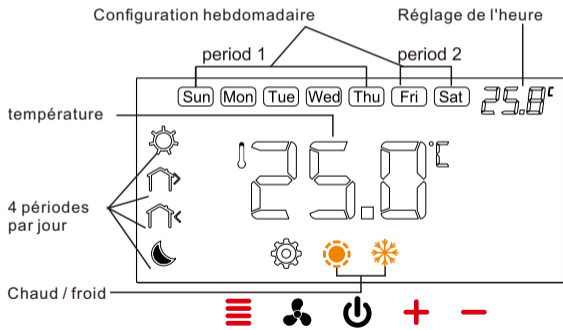 Configuration hebdomadaire
Réglage de l'heure
period 1
period 2
Sun Mon Tue Wed Thu Fri Sat 25.8°C
température
25.0°C
4 périodes
par jour
Chaud / froid